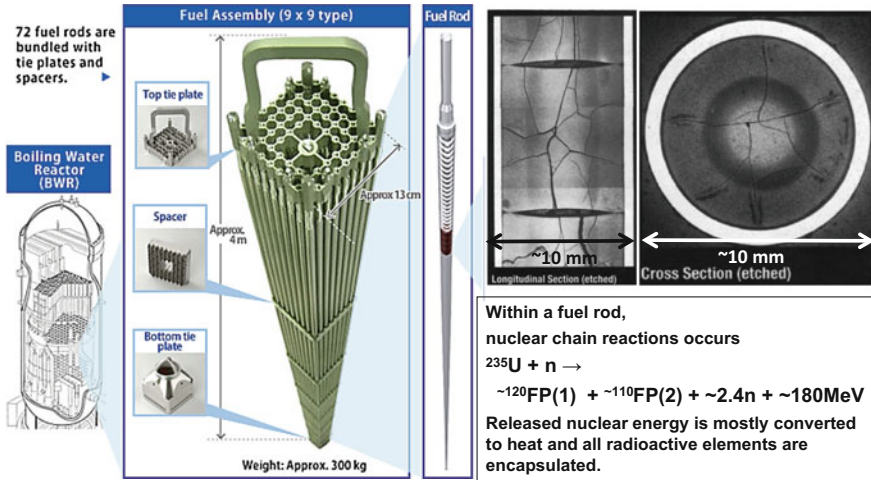 72 fuel rods are
bundled with
tie plates and
spacers. ▶
Boiling Water
Reactor
(BWR)
Fuel Assembly (9 x 9 type)
Top tie plate
Spacer
Bottom tie
plate
Approx 13cm
Approx.
4m
Weight: Approx. 300 kg
Fuel Rod
~10 mm
Longitudinal Section (etched)
~10 mm
Cross Section (etched)
Within a fuel rod,
nuclear chain reactions occurs
²³⁵U + n →
~¹²⁰FP(1) + ~¹¹⁰FP(2) + ~2.4n + ~180MeV
Released nuclear energy is mostly converted
to heat and all radioactive elements are
encapsulated.